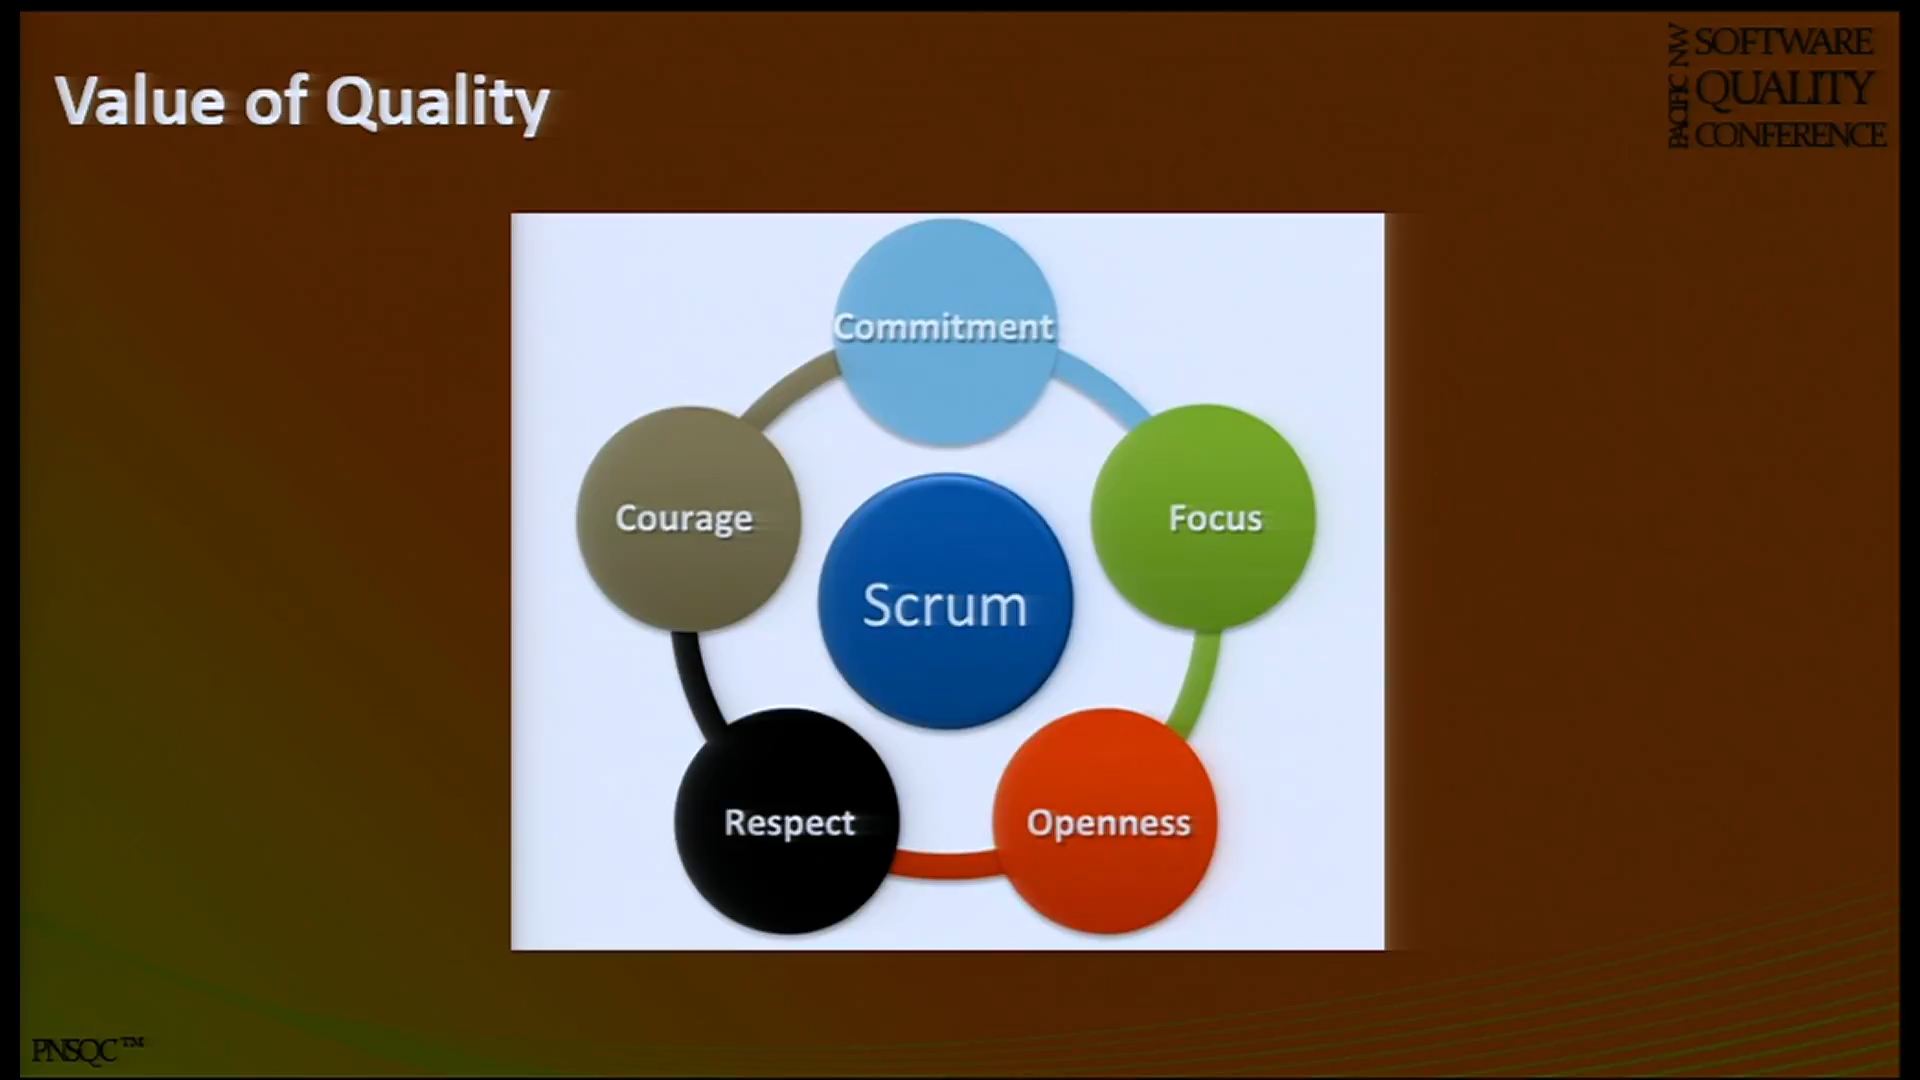 Value of Quality
PACIFIC NW
SOFTWARE
QUALITY
CONFERENCE
Commitment
Courage
Focus
Scrum
Respect
Openness
PNSQC™